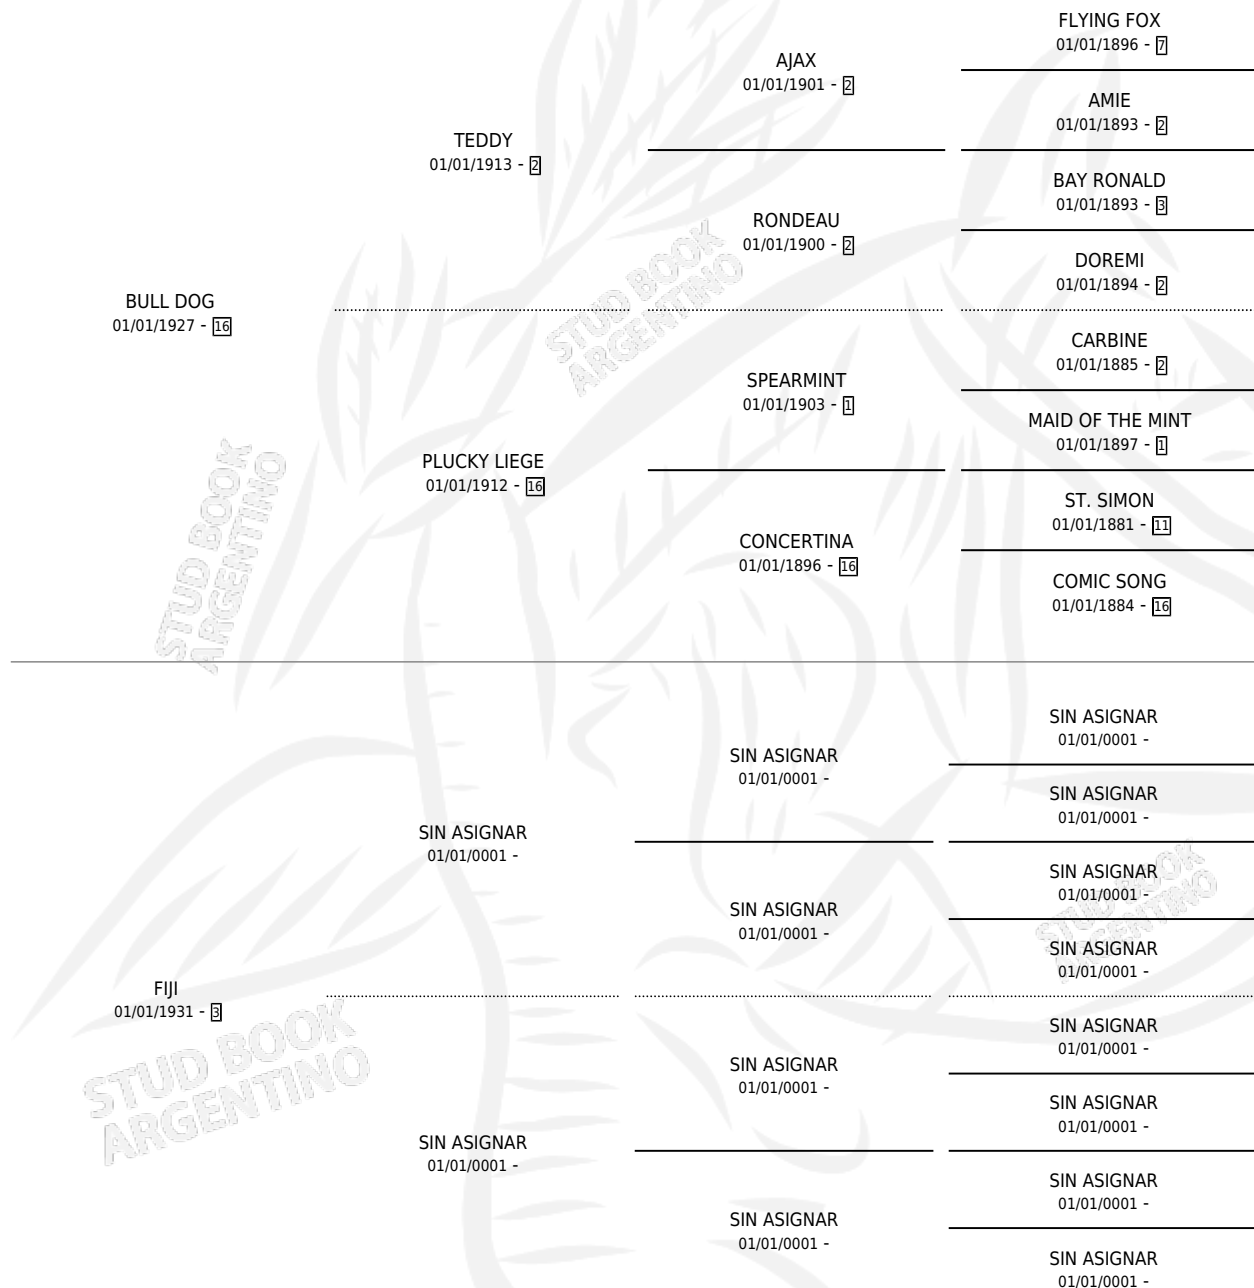 FLYING FOX
01/01/1896 - 7
AJAX
01/01/1901 - 2
AMIE
01/01/1893 - 2
TEDDY
01/01/1913 - 2
BAY RONALD
01/01/1893 - 3
RONDEAU
01/01/1900 - 2
DOREMI
01/01/1894 - 2
BULL DOG
01/01/1927 - 16
CARBINE
01/01/1885 - 2
SPEARMINT
01/01/1903 - 1
MAID OF THE MINT
01/01/1897 - 1
PLUCKY LIEGE
01/01/1912 - 16
ST. SIMON
01/01/1881 - 11
CONCERTINA
01/01/1896 - 16
COMIC SONG
01/01/1884 - 16
STUD BOOK
ARGENTINO
STUD BOOK
ARGENTINO
SIN ASIGNAR
01/01/0001 -
SIN ASIGNAR
01/01/0001 -
SIN ASIGNAR
01/01/0001 -
SIN ASIGNAR
01/01/0001 -
SIN ASIGNAR
01/01/0001 -
SIN ASIGNAR
01/01/0001 -
SIN ASIGNAR
01/01/0001 -
FIJI
01/01/1931 - 3
SIN ASIGNAR
01/01/0001 -
SIN ASIGNAR
01/01/0001 -
SIN ASIGNAR
01/01/0001 -
SIN ASIGNAR
01/01/0001 -
SIN ASIGNAR
01/01/0001 -
SIN ASIGNAR
01/01/0001 -
SIN ASIGNAR
01/01/0001 -
STUD BOOK
ARGENTINO
STUD BOOK
ARGENTINO